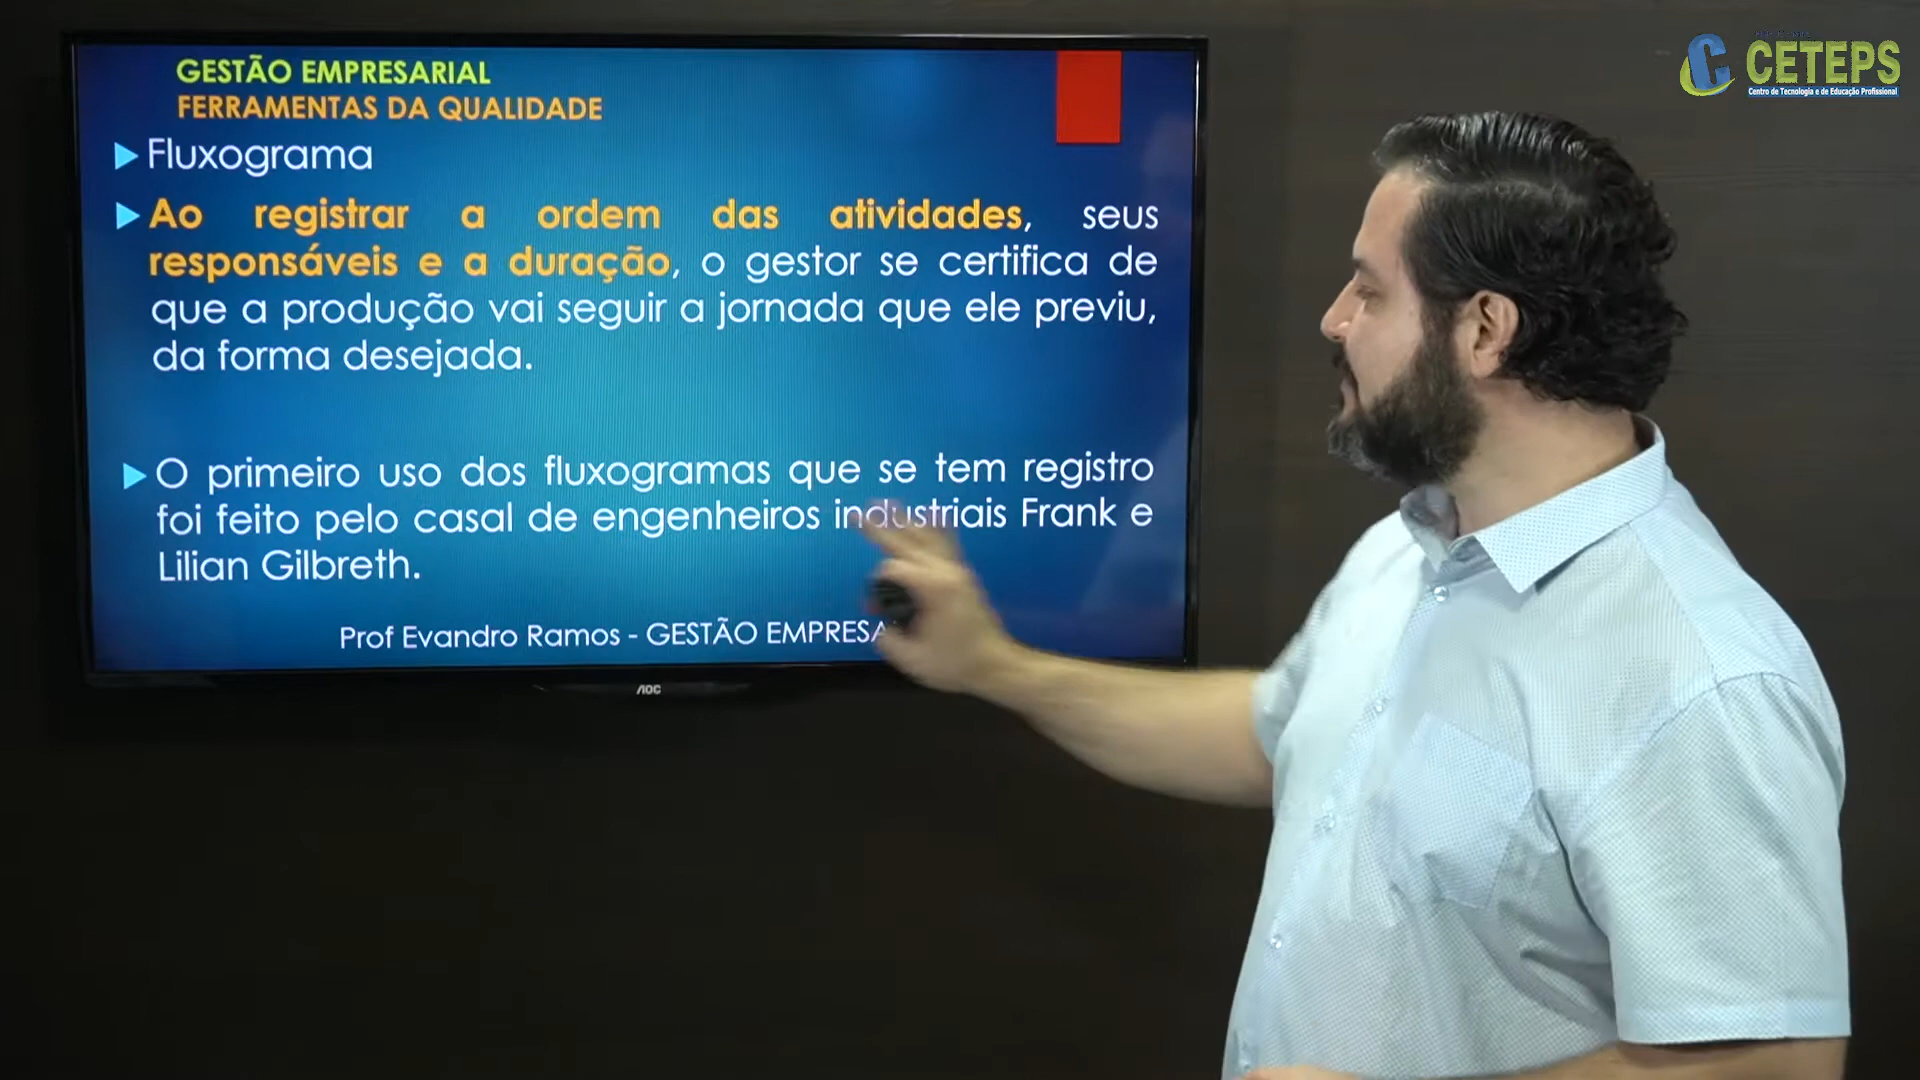 GESTÃO EMPRESARIAL
FERRAMENTAS DA QUALIDADE
Fluxograma
Ao registrar a ordem das atividades, seus
responsáveis e a duração, o gestor se certifica de
que a produção vai seguir a jornada que ele previu,
da forma desejada.
O primeiro uso dos fluxogramas que se tem registro
foi feito pelo casal de engenheiros industriais Frank e
Lilian Gilbreth.
Prof Evandro Ramos - GESTÃO EMPRESA
AOC
CETEPS
Centro de Tecnologia e de Educação Profissional